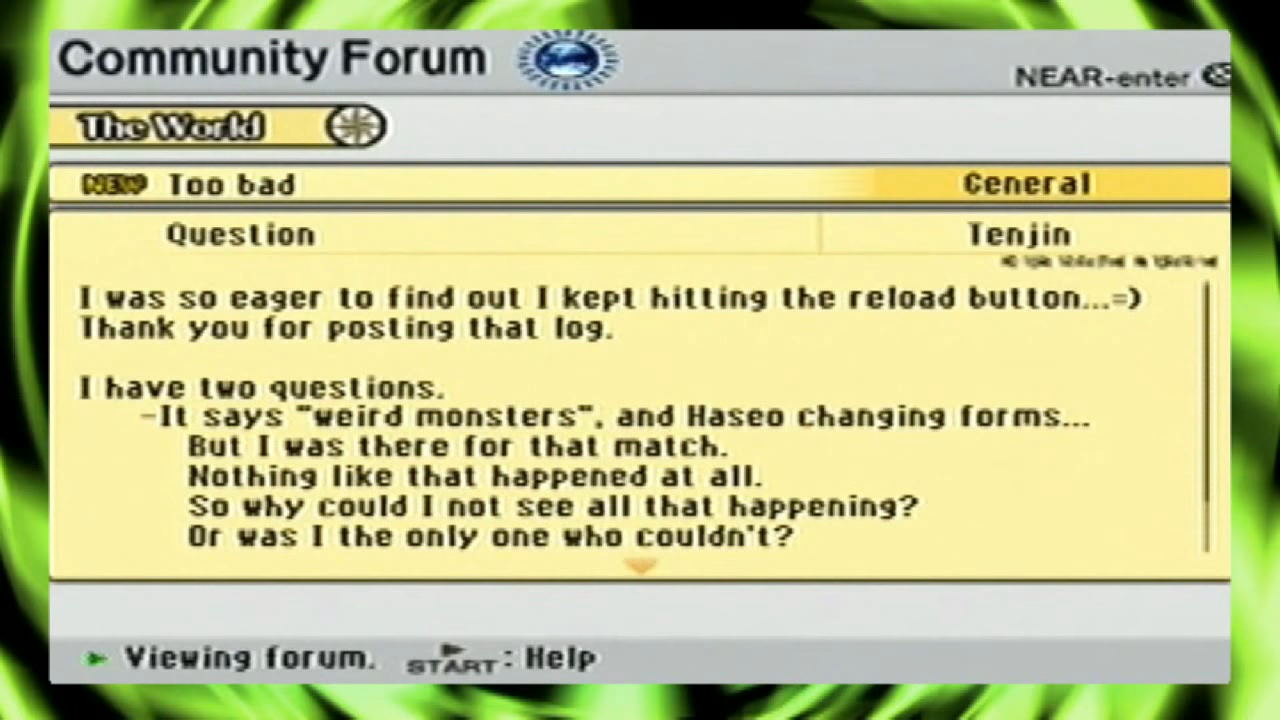 Community Forum
NEAR-enter
The World
NEW Too bad General
Question Tenjin
I was so eager to find out I kept hitting the reload button...=)
Thank you for posting that log.
I have two questions.
-It says "weird monsters", and Haseo changing forms...
But I was there for that match.
Nothing like that happened at all.
So why could I not see all that happening?
Or was I the only one who couldn't?
Viewing forum. START: Help